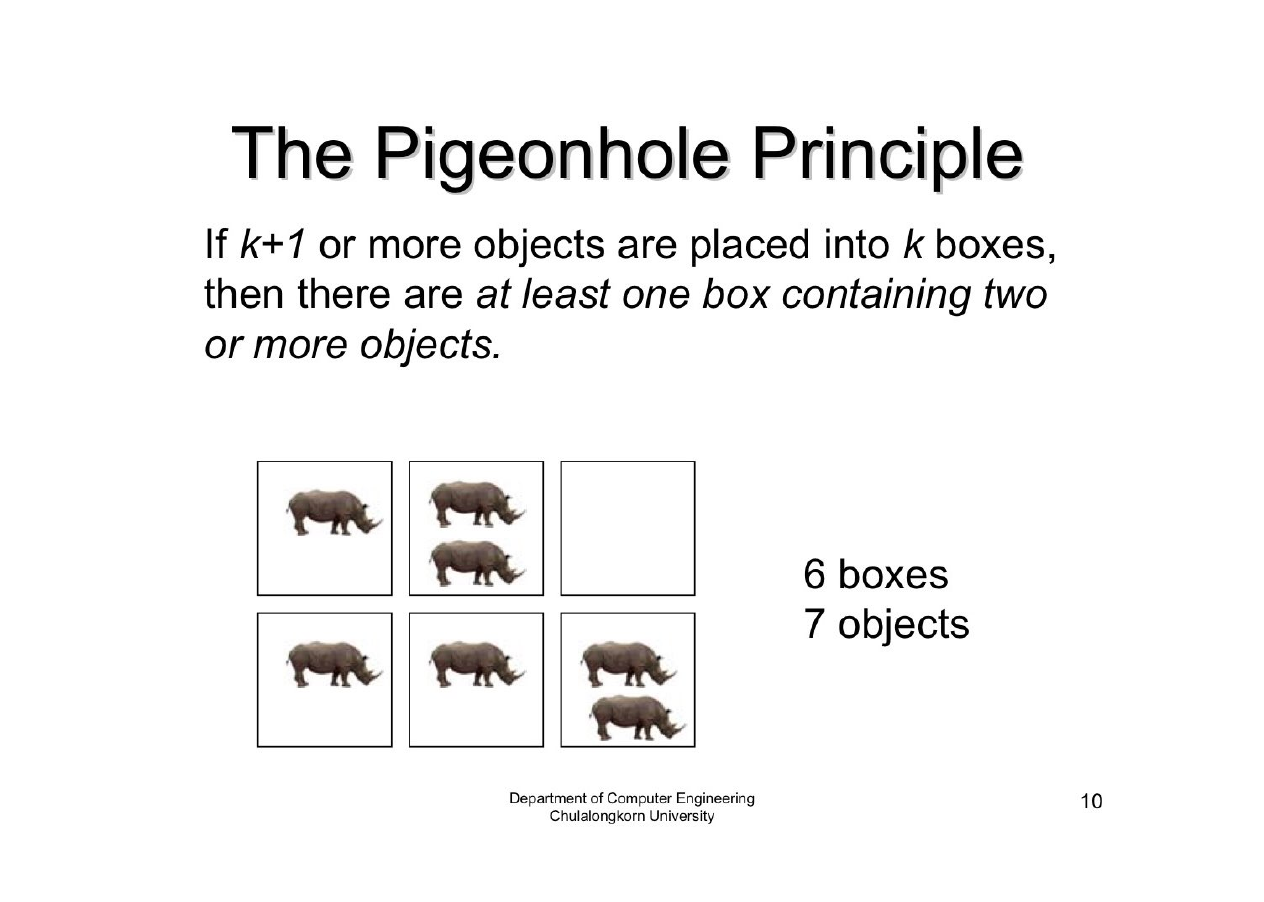 The Pigeonhole Principle
If k+1 or more objects are placed into k boxes,
then there are at least one box containing two
or more objects.
6 boxes
7 objects
Department of Computer Engineering
Chulalongkorn University
10